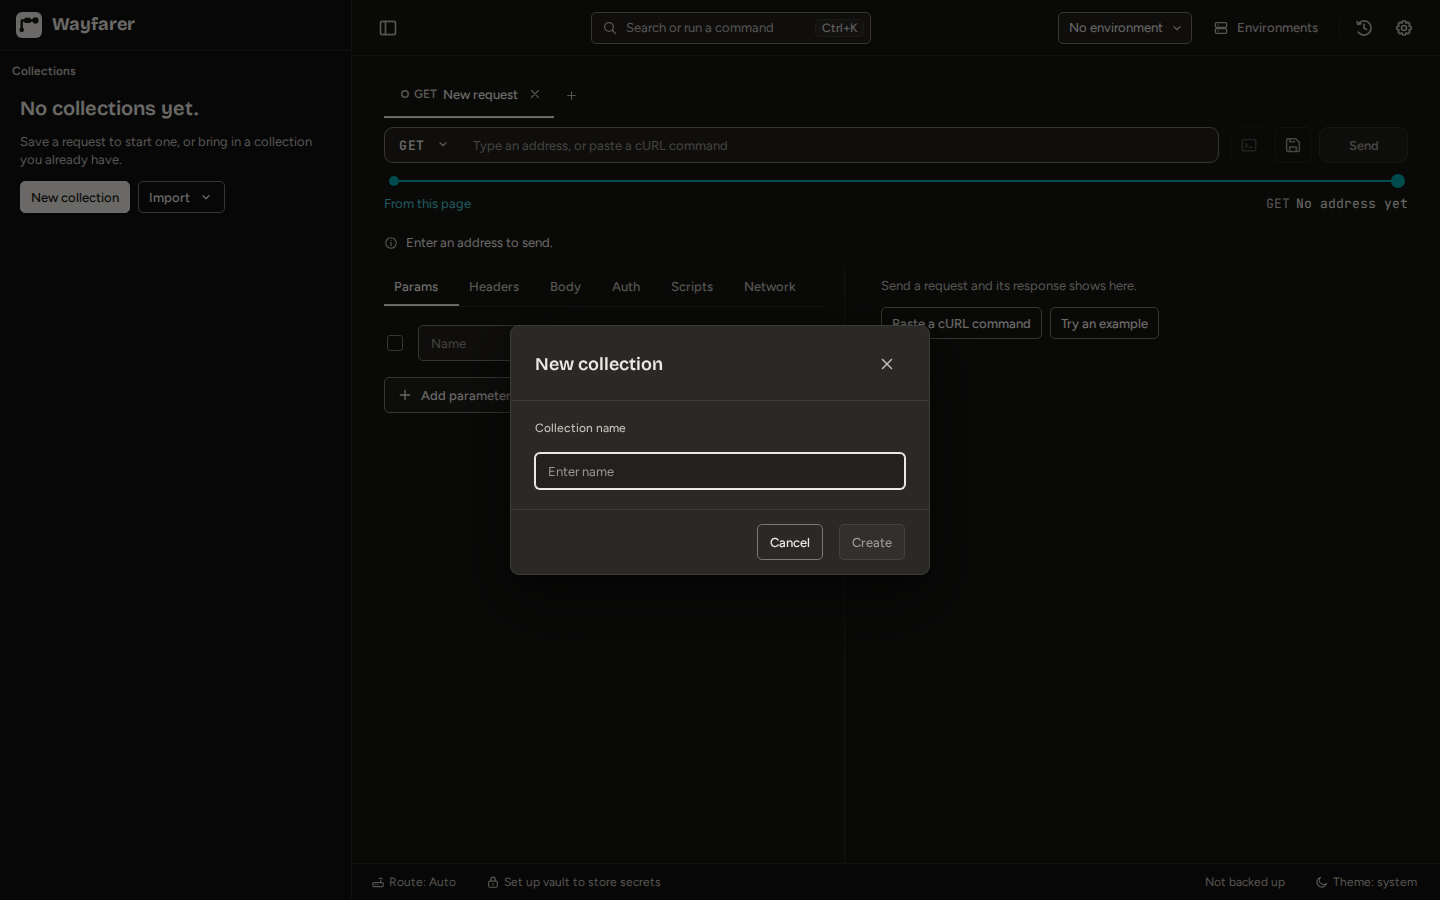 Wayfarer
Search or run a command
Ctrl+K
No environment
Environments
Collections
No collections yet.
Save a request to start one, or bring in a collection
you already have.
New collection
Import
GET New request
GET
Type an address, or paste a cURL command
Send
From this page
GET No address yet
Enter an address to send.
Params
Headers
Body
Auth
Scripts
Network
Name
Add parameter
Send a request and its response shows here.
Paste a cURL command
Try an example
New collection
Collection name
Enter name
Cancel
Create
Route: Auto
Set up vault to store secrets
Not backed up
Theme: system